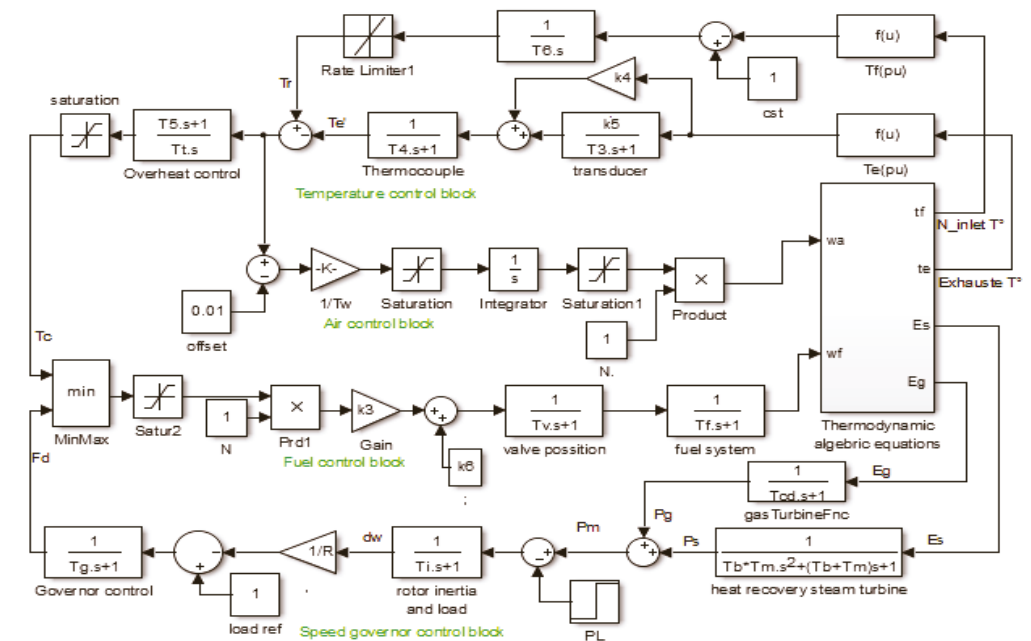 1
T6.s
Rate Limiter1
+
-
1
cst
f(u)
Tf(pu)
Tr
k4
saturation
T5.s+1
Tt.s
Overheat control
+
-
Te'
1
T4.s+1
Thermocouple
+
+
k5
T3.s+1
transducer
f(u)
Te(pu)
Temperature control block
tf
N_inlet T°
wa
te
Exhauste T°
+
-
-K-
1/Tw
Saturation
1
s
Integrator
Saturation1
×
Product
0.01
offset
Air control block
1
N.
Tc
Es
wf
Eg
min
MinMax
Satur2
1
N
×
Prd1
k3
Gain
+
+
k6
;
1
Tv.s+1
valve possition
1
Tf.s+1
fuel system
Thermodynamic
algebric equations
Fuel control block
Fd
1
Tcd.s+1
gasTurbineFnc
Eg
Pg
1
Tg.s+1
Governor control
-
+
1
load ref
1/R
dw
1
Ti.s+1
rotor inertia
and load
-
+
Pm
PL
+
+
Ps
1
Tb*Tm.s²+(Tb+Tm)s+1
heat recovery steam turbine
Es
Speed governor control block